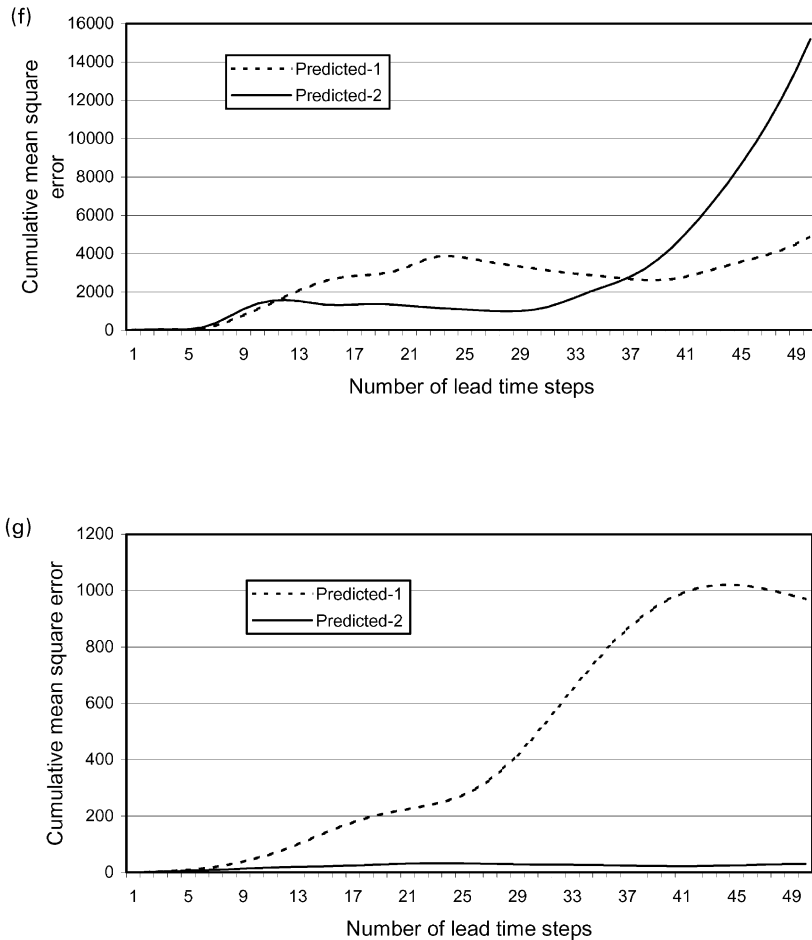 (f)
16000
14000
12000
10000
8000
6000
4000
2000
0
Cumulative mean square
error
Predicted-1
Predicted-2
1 5 9 13 17 21 25 29 33 37 41 45 49
Number of lead time steps
(g)
1200
1000
800
600
400
200
0
Cumulative mean square error
Predicted-1
Predicted-2
1 5 9 13 17 21 25 29 33 37 41 45 49
Number of lead time steps